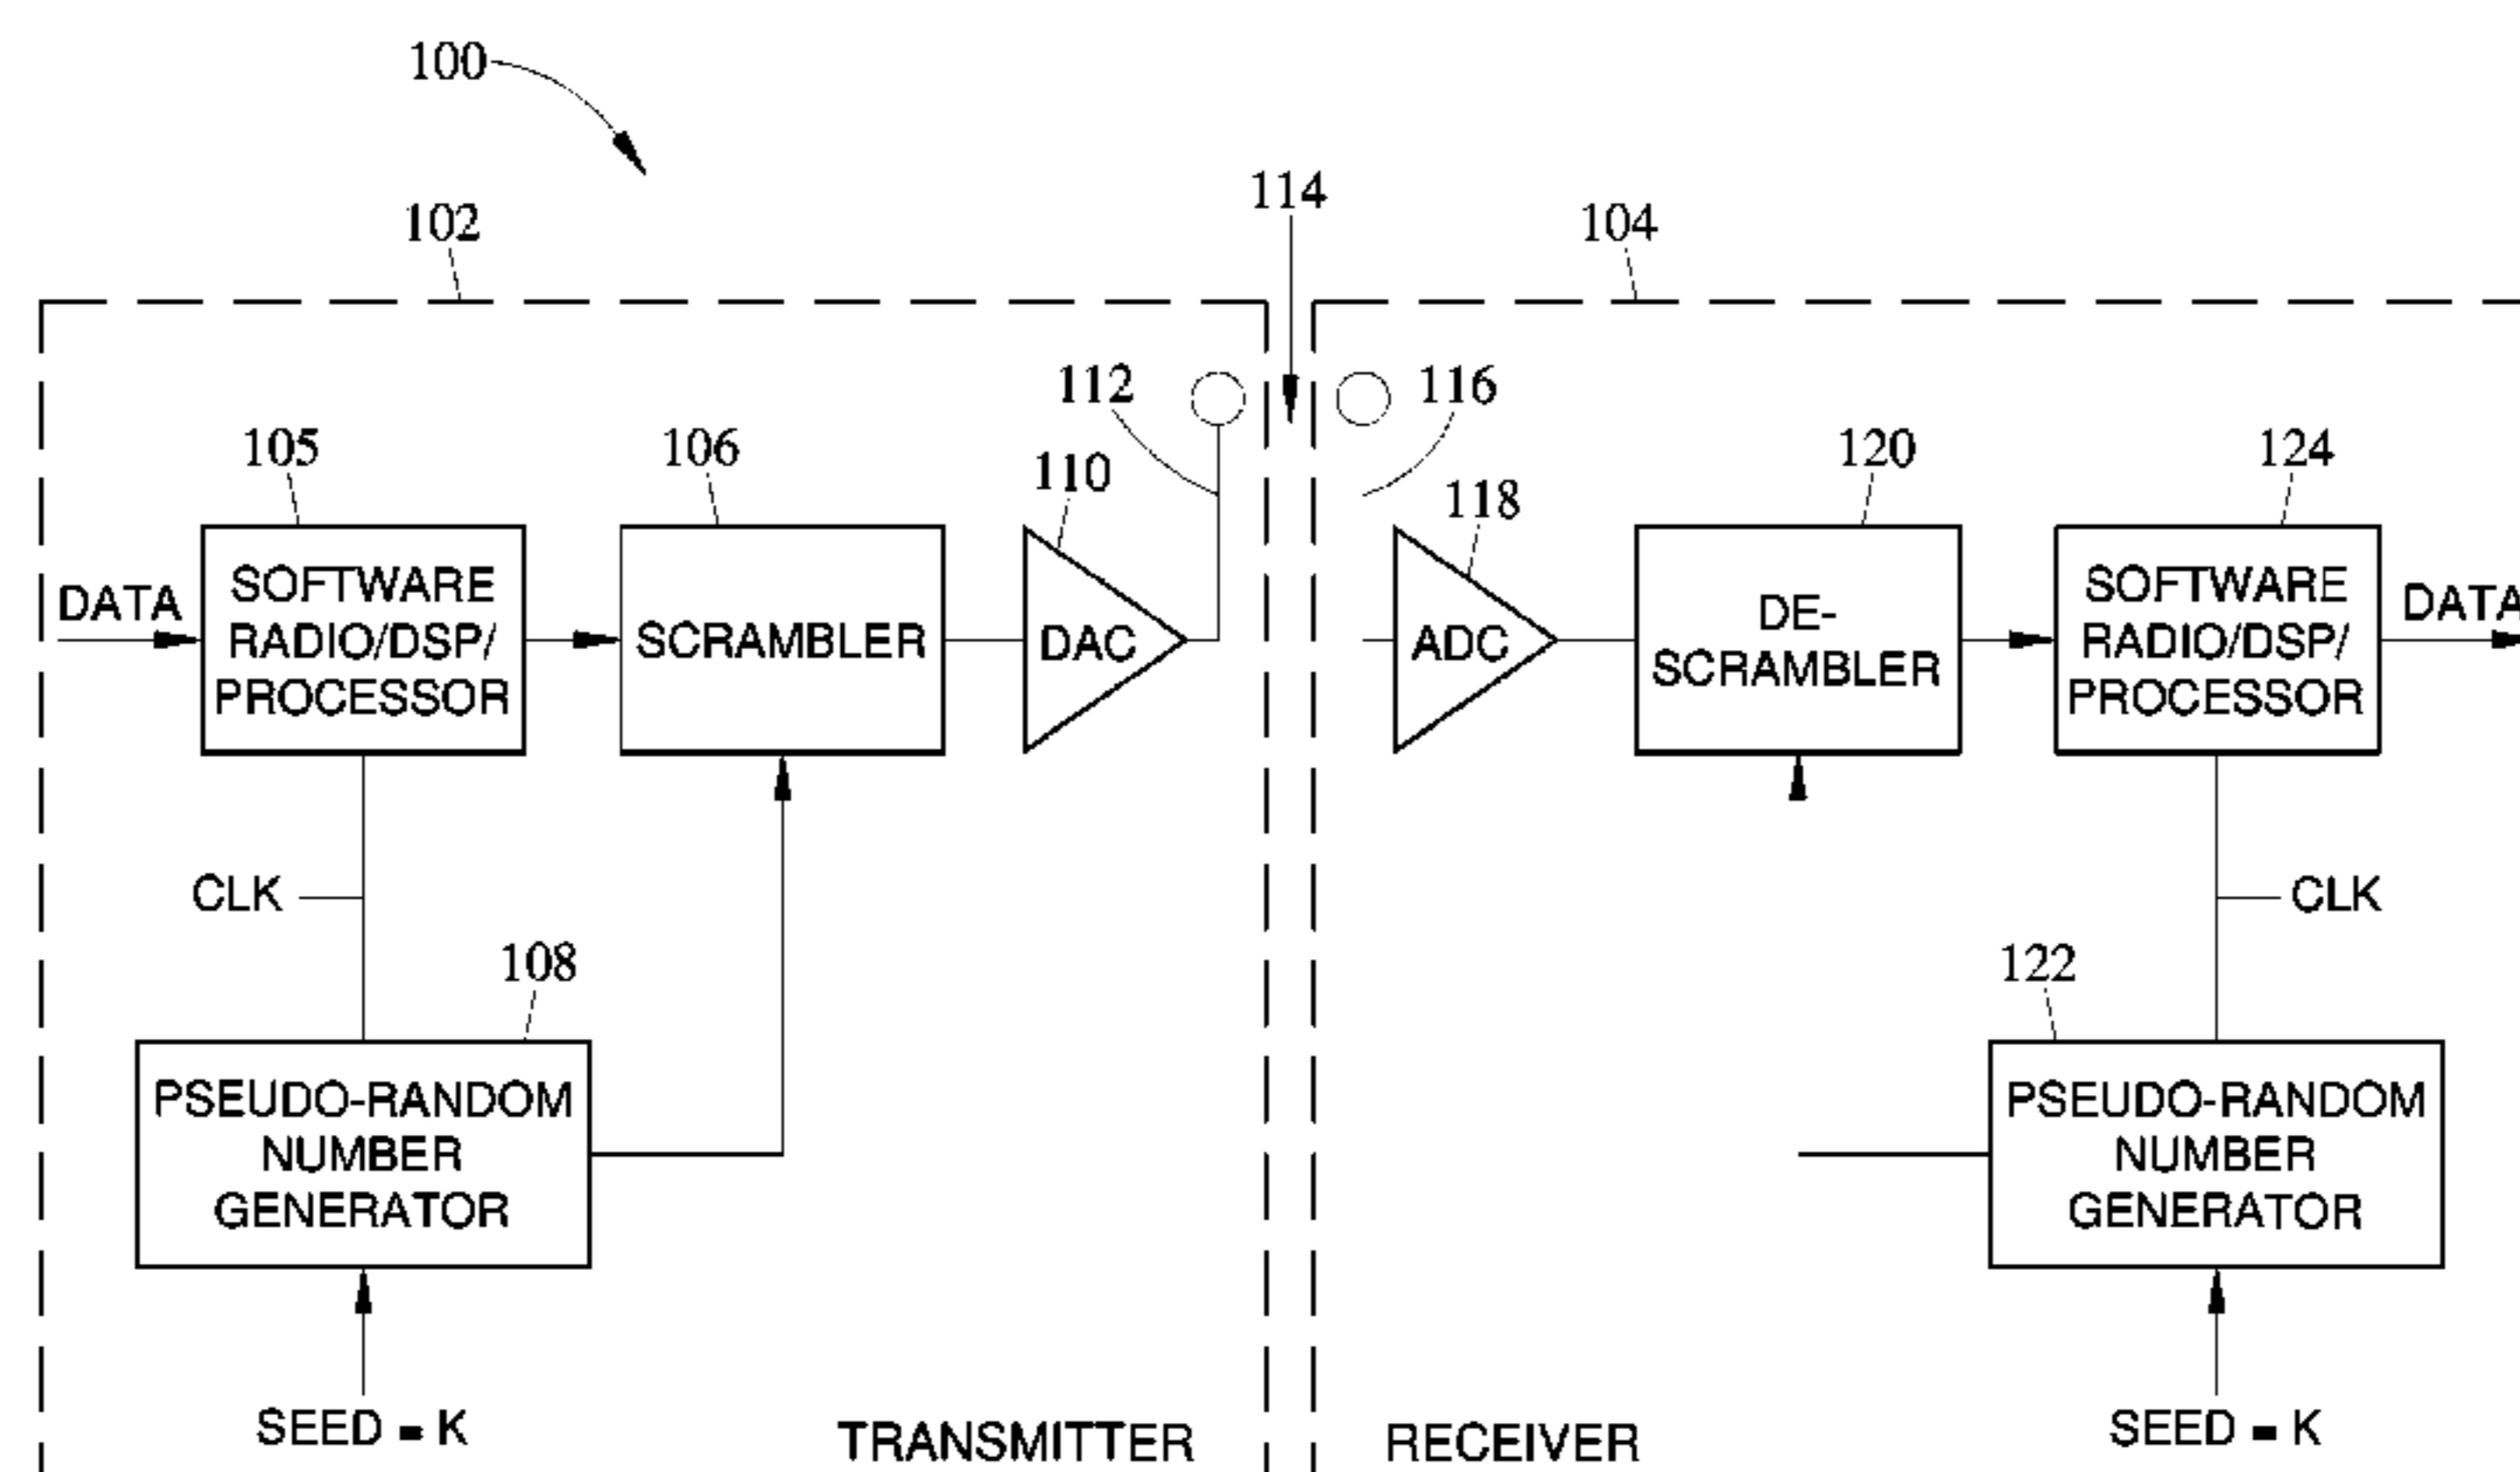 100
102
114
104
112
116
105
106
110
118
120
124
DATA
SOFTWARE
RADIO/DSP/
PROCESSOR
SCRAMBLER
DAC
ADC
DE-
SCRAMBLER
SOFTWARE
RADIO/DSP/
PROCESSOR
DATA
CLK
CLK
108
122
PSEUDO-RANDOM
NUMBER
GENERATOR
PSEUDO-RANDOM
NUMBER
GENERATOR
SEED = K
TRANSMITTER
RECEIVER
SEED = K